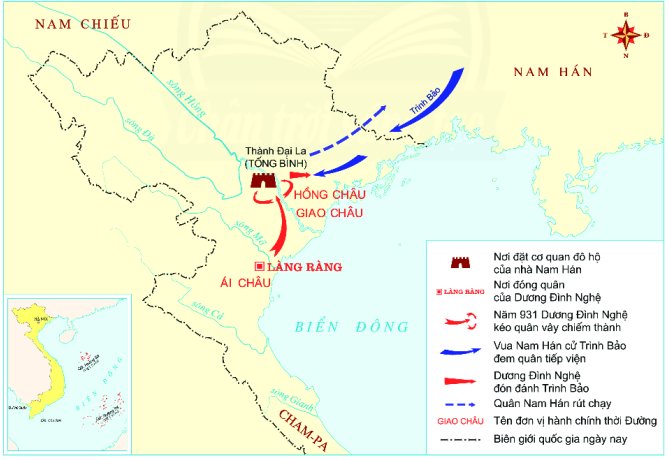 NAM CHIẾU
NAM HÁN
B
T
Đ
N
sông Hồng
sông Đà
Trình Bảo
Thành Đại La
(TỐNG BÌNH)
HỒNG CHÂU
GIAO CHÂU
sông Mã
LÀNG RÀNG
ÁI CHÂU
sông Cả
BIỂN ĐÔNG
sông Gianh
CHAM-PA
Nơi đặt cơ quan đô hộ
của nhà Nam Hán
LÀNG RÀNG
Nơi đóng quân
của Dương Đình Nghệ
Năm 931 Dương Đình Nghệ
kéo quân vây chiếm thành
Vua Nam Hán cử Trình Bảo
đem quân tiếp viện
Dương Đình Nghệ
đón đánh Trình Bảo
Quân Nam Hán rút chạy
GIAO CHÂU
Tên đơn vị hành chính thời Đường
Biên giới quốc gia ngày nay
BIỂN ĐÔNG